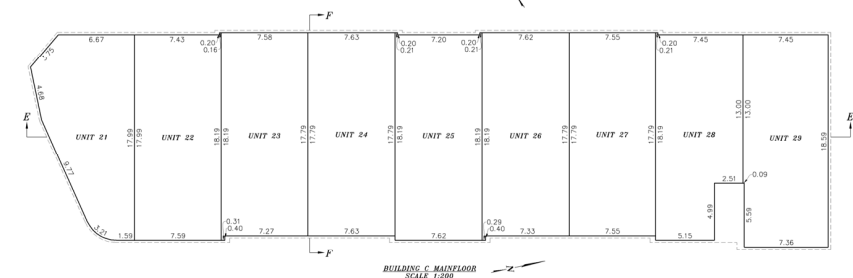 F
6.67 7.43 0.20 7.58 7.63 0.20 7.20 0.20 7.62 7.55 0.20 7.45 7.45
0.16 0.21 0.21 0.21
3.75
4.68
E E
UNIT 21 17.99 17.99 UNIT 22 18.19 18.19 UNIT 23 17.79 17.79 UNIT 24 17.79 18.19 UNIT 25 18.19 18.19 UNIT 26 17.79 17.79 UNIT 27 17.79 18.19 UNIT 28 13.00 13.00 UNIT 29 18.59
9.77
2.51 0.09
4.99 5.59
3.21 0.31 0.29
0.40 0.40
1.59 7.59 7.27 7.63 7.62 7.33 7.60 5.15 7.36
F
BUILDING C MAINFLOOR
SCALE 1:200